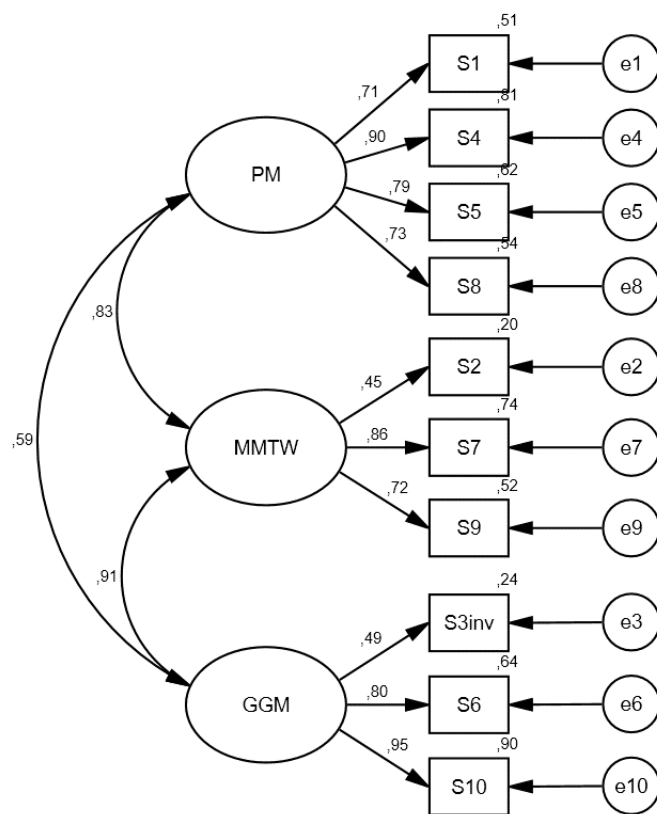 ,51
S1
e1
,71
,81
S4
e4
,90
PM
,62
S5
e5
,79
,54
S8
e8
,73
,83
,20
S2
e2
,45
,74
MMTW
S7
e7
,86
,59
,52
S9
e9
,72
,91
,24
S3inv
e3
,49
,64
GGM
S6
e6
,80
,90
S10
e10
,95